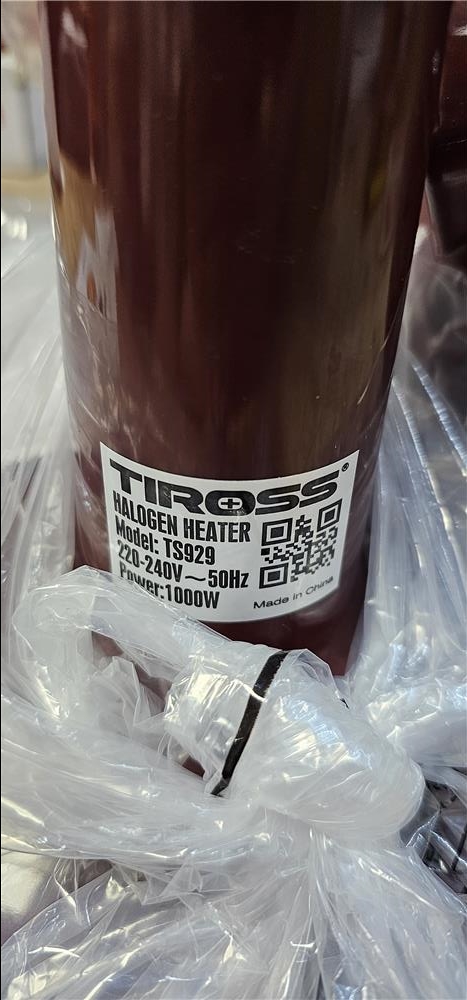 TIROSS®
HALOGEN HEATER
Model: TS929
220-240V～50Hz
Power:1000W
Made in China